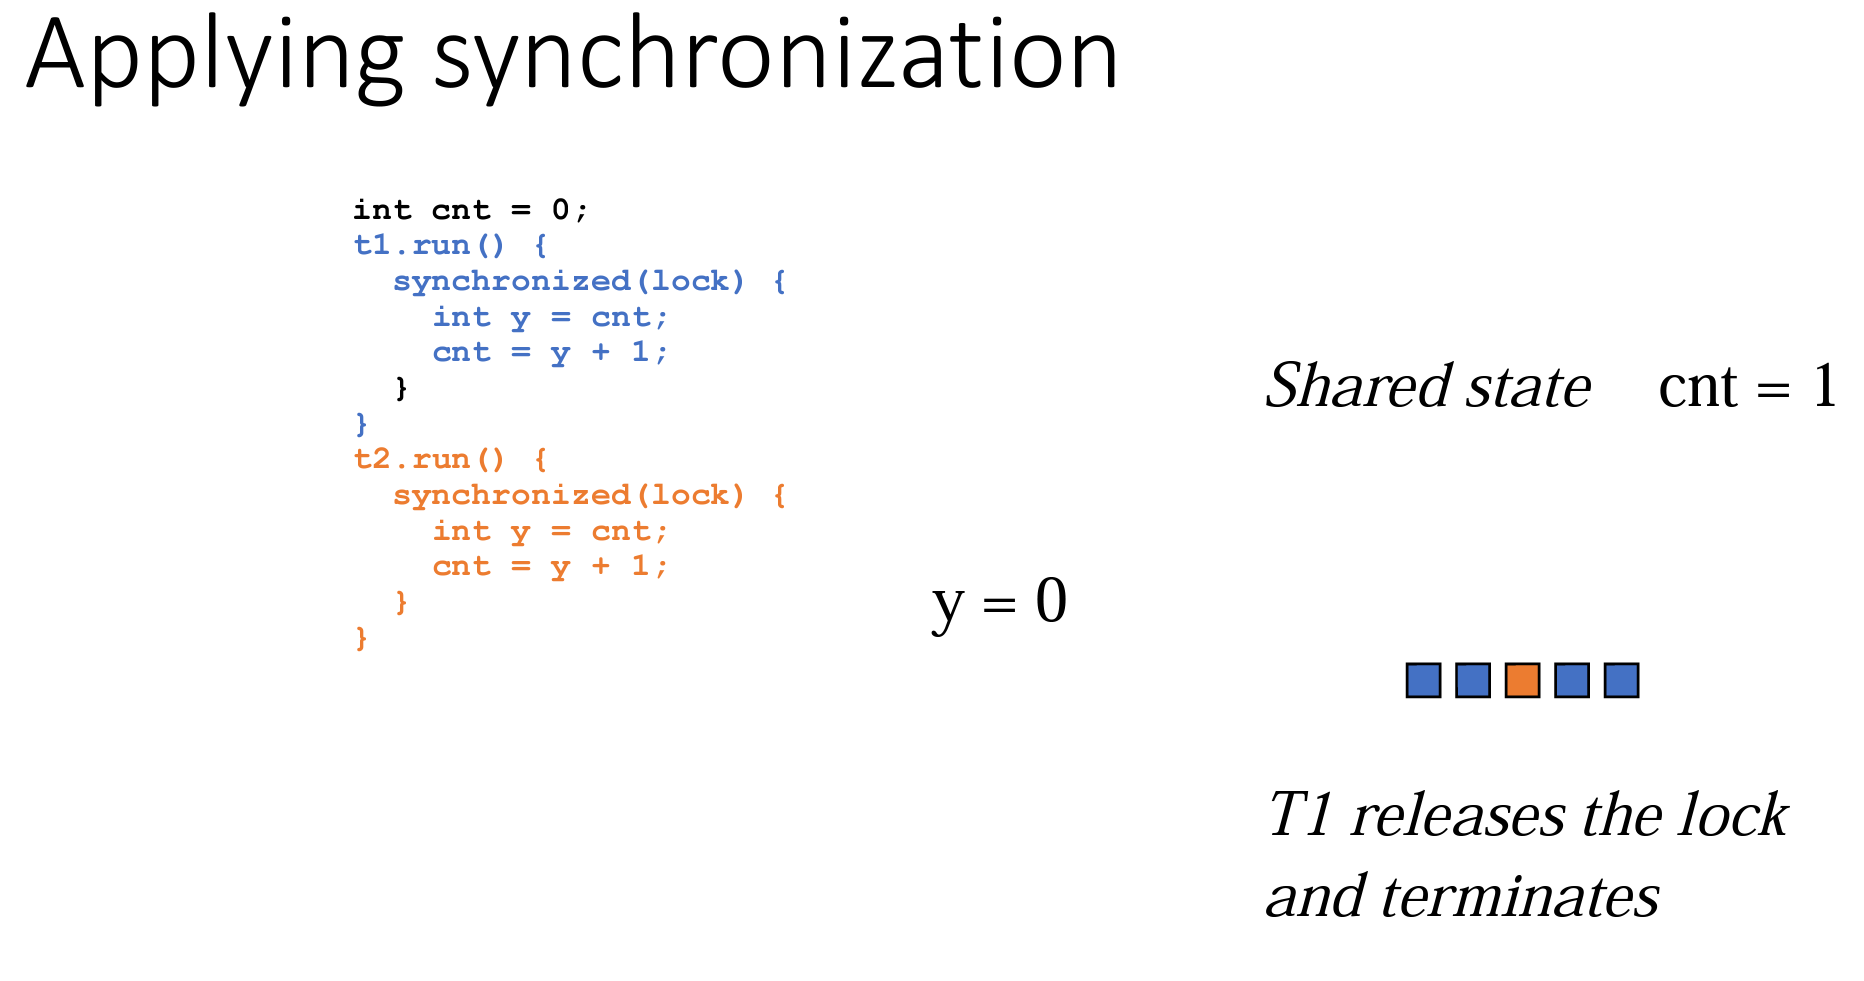 Applying synchronization
int cnt = 0;
t1.run() {
  synchronized(lock) {
    int y = cnt;
    cnt = y + 1;
  }
}
t2.run() {
  synchronized(lock) {
    int y = cnt;
    cnt = y + 1;
  }
}
Shared state cnt = 1
y = 0
T1 releases the lock
and terminates